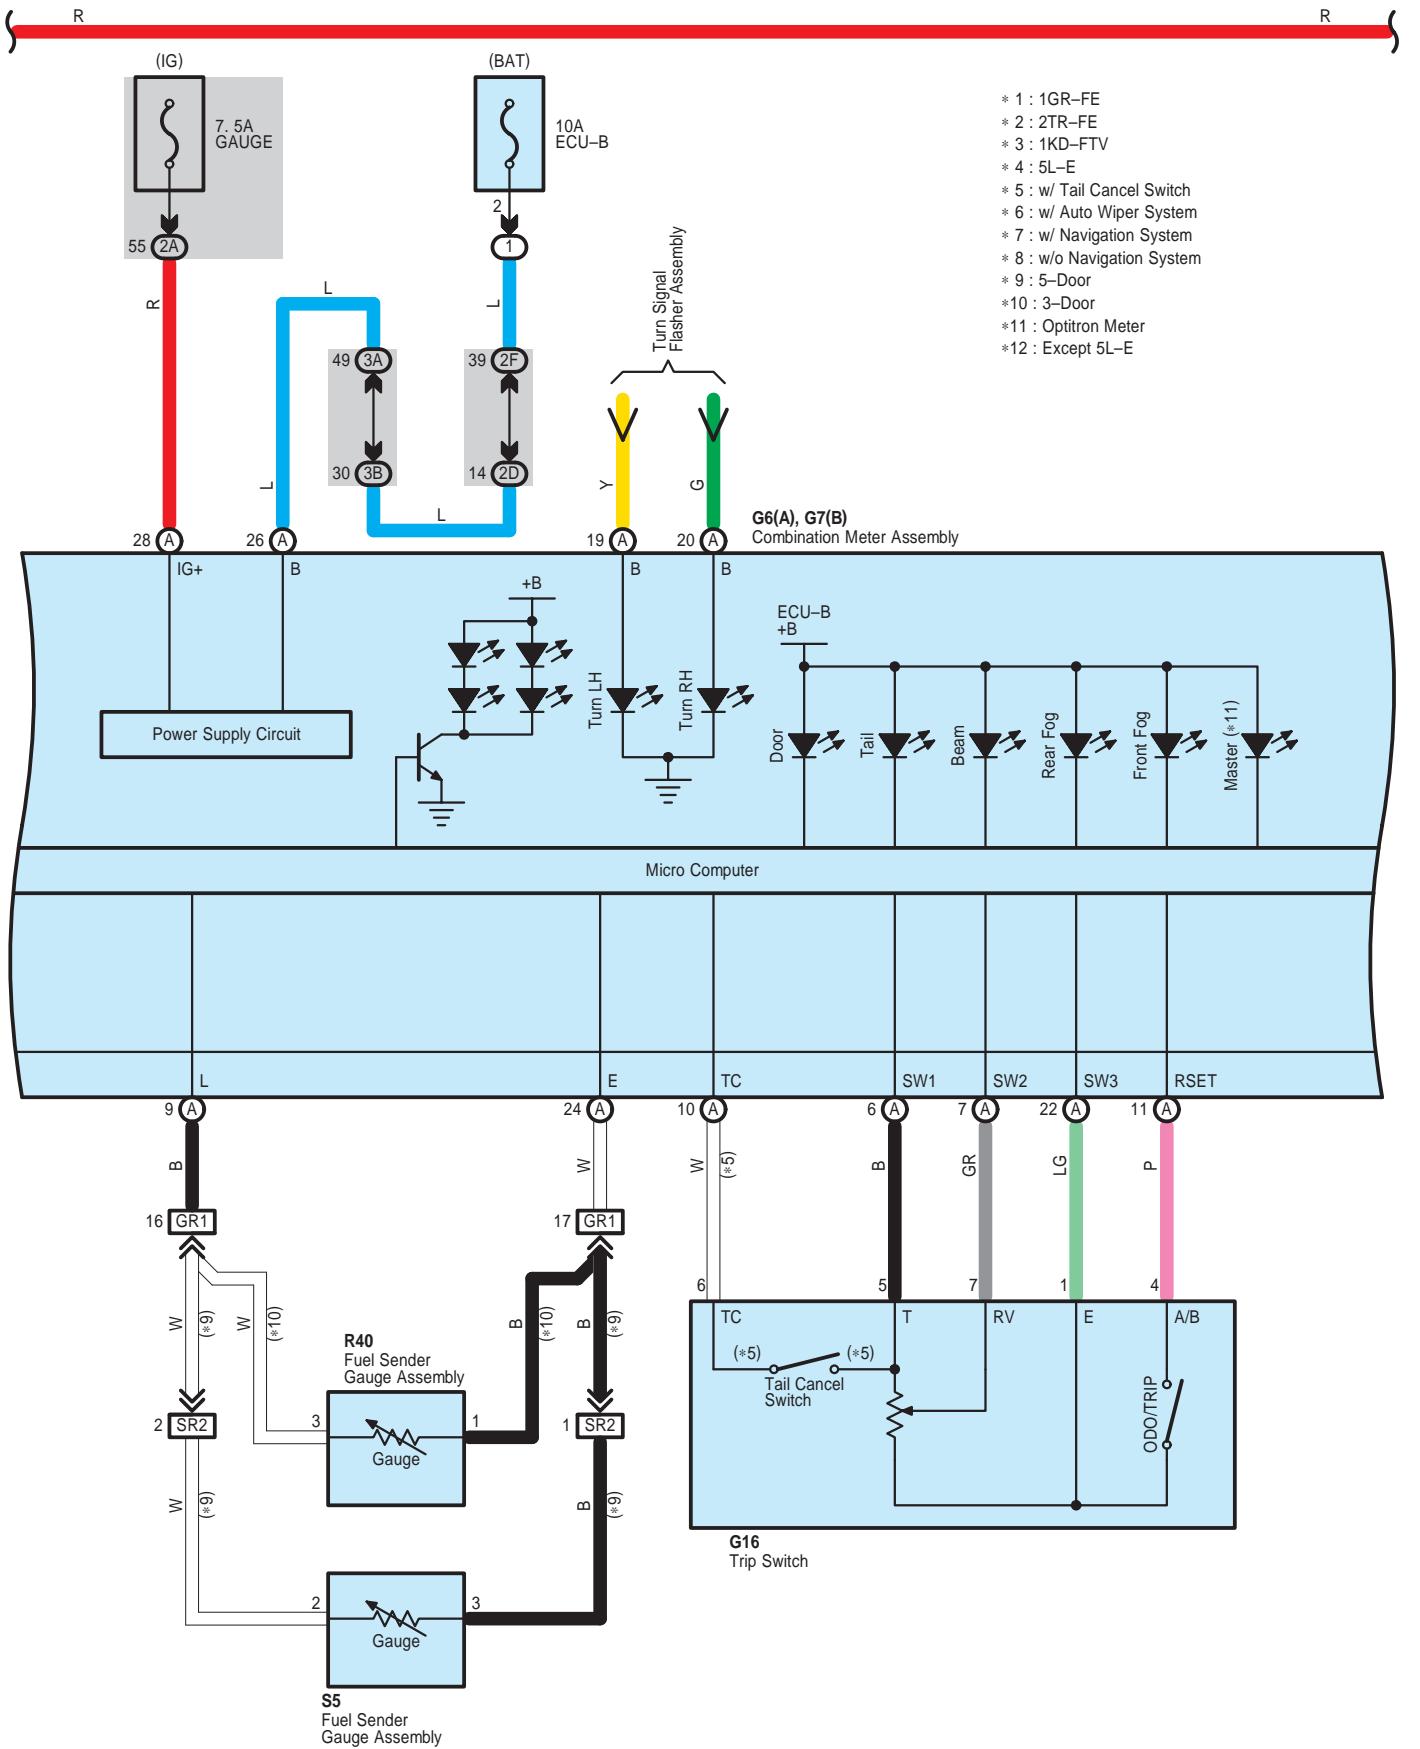 R
R
(IG)
(BAT)
7. 5A
GAUGE
10A
ECU–B
∗ 1 : 1GR–FE
∗ 2 : 2TR–FE
∗ 3 : 1KD–FTV
∗ 4 : 5L–E
∗ 5 : w/ Tail Cancel Switch
∗ 6 : w/ Auto Wiper System
∗ 7 : w/ Navigation System
∗ 8 : w/o Navigation System
∗ 9 : 5–Door
∗10 : 3–Door
∗11 : Optitron Meter
∗12 : Except 5L–E
2
55 2A
1
Turn Signal
Flasher Assembly
R
L
L
49 3A
39 2F
30 3B
14 2D
L
L
Y
G
G6(A), G7(B)
Combination Meter Assembly
28 A
26 A
19 A
20 A
IG+
B
B
B
+B
ECU–B
+B
Turn LH
Turn RH
Power Supply Circuit
Door
Tail
Beam
Rear Fog
Front Fog
Master (∗11)
Micro Computer
L
E
TC
SW1
SW2
SW3
RSET
9 A
24 A
10 A
6 A
7 A
22 A
11 A
B
W
W
(∗5)
B
GR
LG
P
16 GR1
17 GR1
6
5
7
1
4
TC
T
RV
E
A/B
W
(∗9)
W
(∗10)
B
(∗10)
B
(∗9)
R40
Fuel Sender
Gauge Assembly
(∗5)
(∗5)
Tail Cancel
Switch
ODO/TRIP
2 SR2
3
1
1 SR2
Gauge
W
(∗9)
B
(∗9)
G16
Trip Switch
2
3
Gauge
S5
Fuel Sender
Gauge Assembly